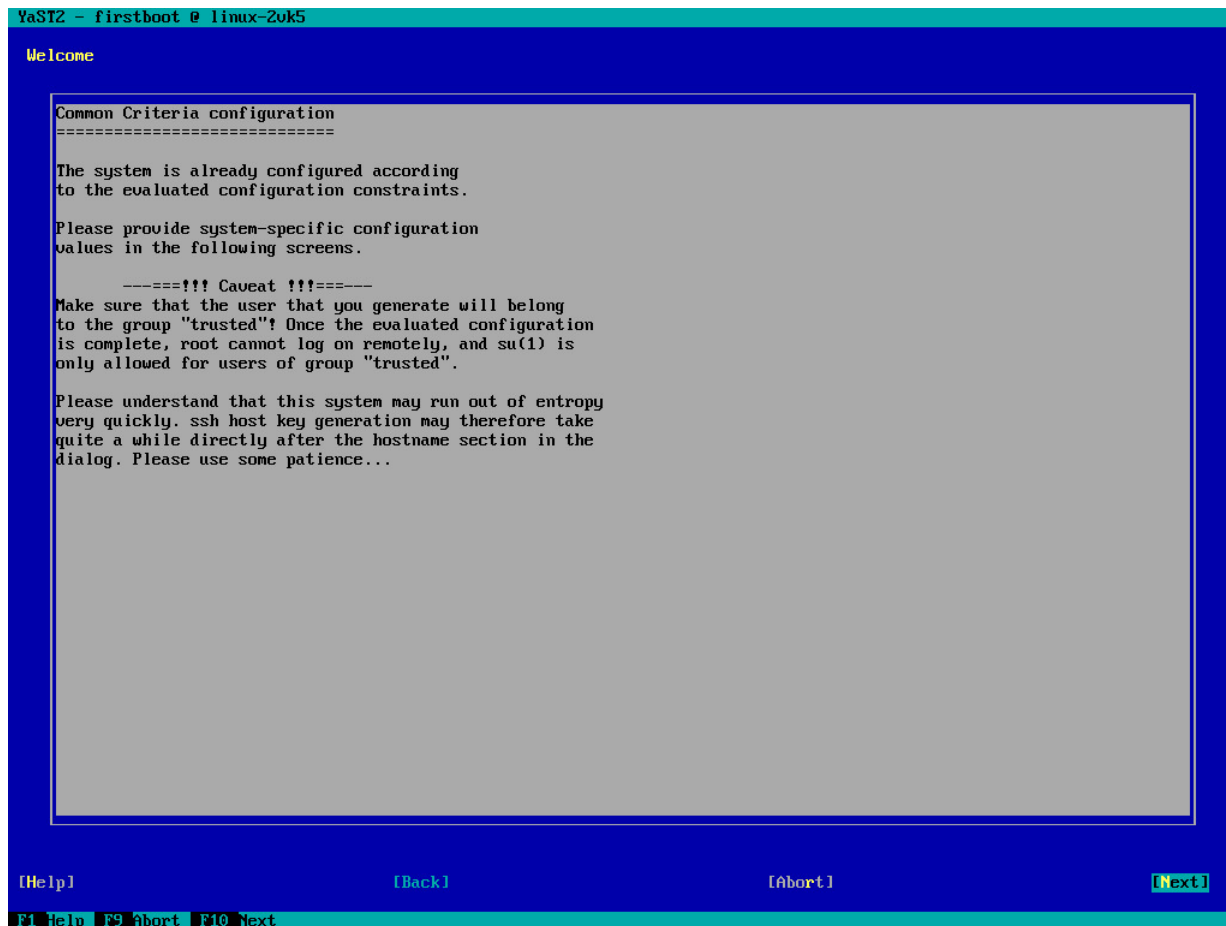 YaST2 - firstboot @ linux-2vk5
Welcome
Common Criteria configuration
=============================
The system is already configured according
to the evaluated configuration constraints.
Please provide system-specific configuration
values in the following screens.
---===!!! Caveat !!!===---
Make sure that the user that you generate will belong
to the group "trusted"! Once the evaluated configuration
is complete, root cannot log on remotely, and su(1) is
only allowed for users of group "trusted".
Please understand that this system may run out of entropy
very quickly. ssh host key generation may therefore take
quite a while directly after the hostname section in the
dialog. Please use some patience...
[Help] [Back] [Abort] [Next]
F1 Help F9 Abort F10 Next